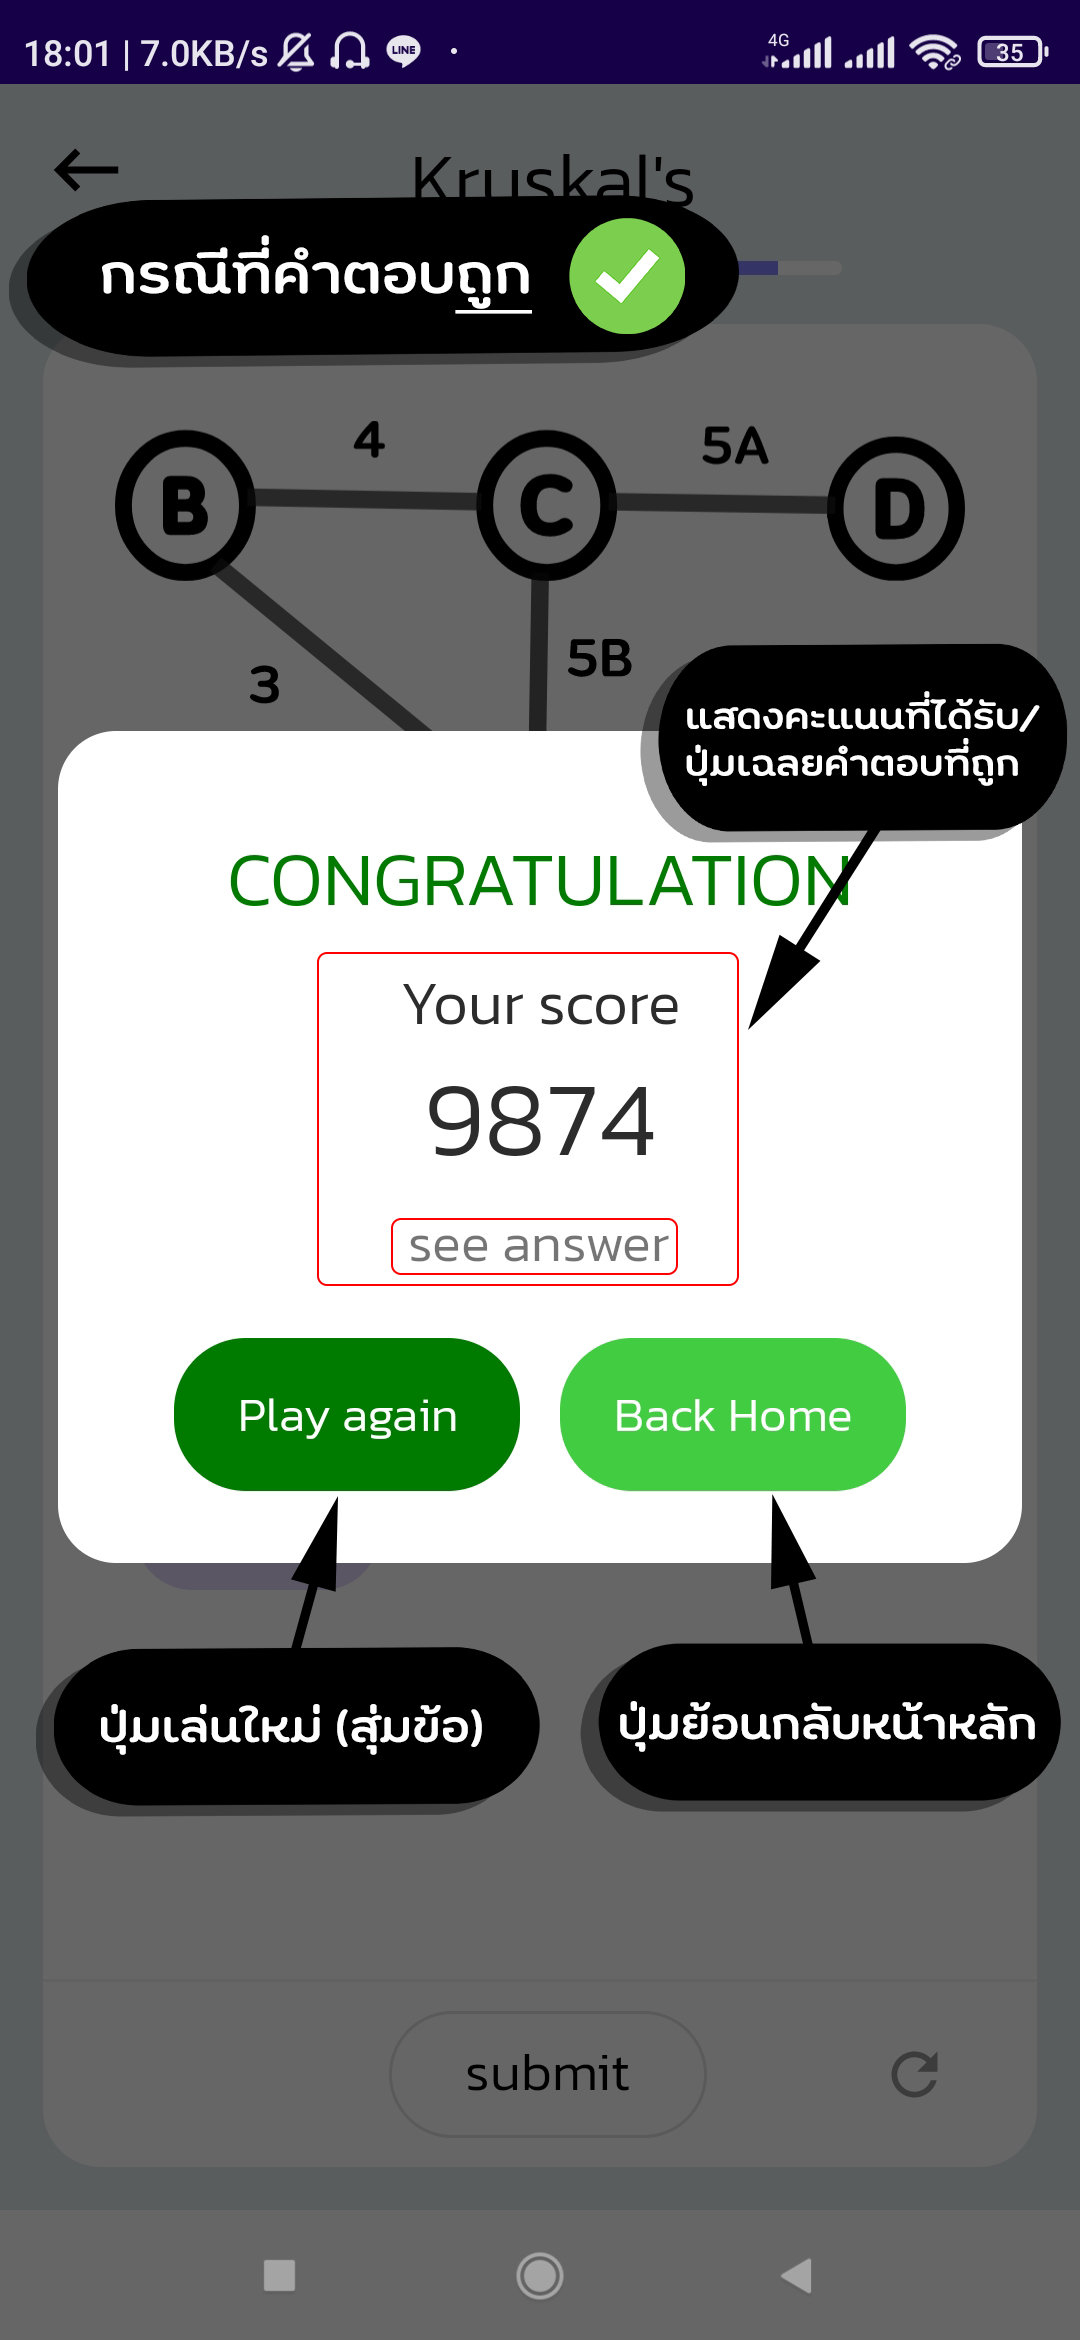 18:01 | 7.0KB/s
LINE
4G
35
Kruskal's
กรณีที่คำตอบถูก
4
5A
B
C
D
3
5B
แสดงคะแนนที่ได้รับ/
ปุ่มเฉลยคำตอบที่ถูก
CONGRATULATION
Your score
9874
see answer
Play again
Back Home
ปุ่มเล่นใหม่ (สุ่มข้อ)
ปุ่มย้อนกลับหน้าหลัก
submit